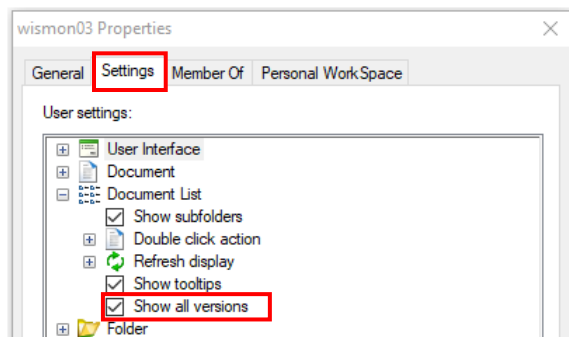 wismon03 Properties
General Settings Member Of Personal WorkSpace
User settings:
User Interface
Document
Document List
Show subfolders
Double click action
Refresh display
Show tooltips
Show all versions
Folder